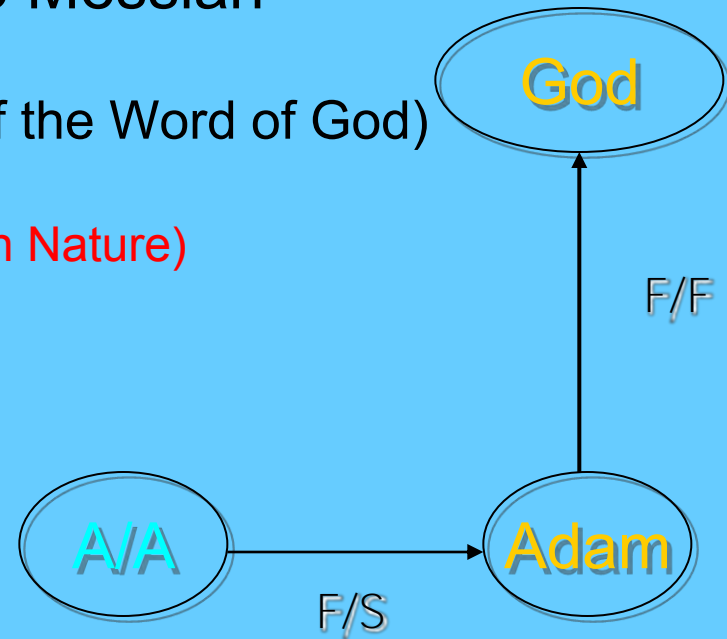 Messiah
God
f the Word of God)
n Nature)
F/F
A/A
Adam
F/S